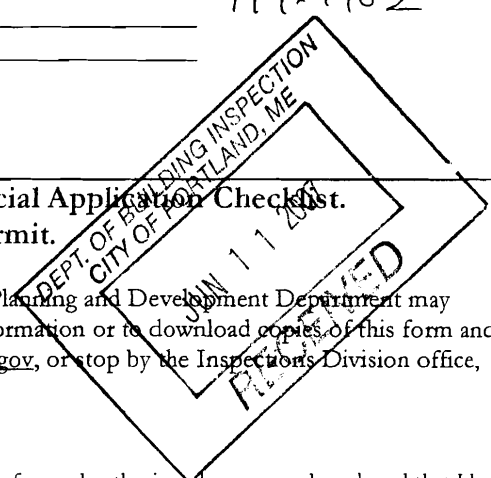 cial Application Checklist.
rmit.
DEPT. OF BUILDING INSPECTION
CITY OF PORTLAND, ME
JUN 11 2007
RECEIVED
Planning and Development Department may
ormation or to download copies of this form and
gov, or stop by the Inspections Division office,